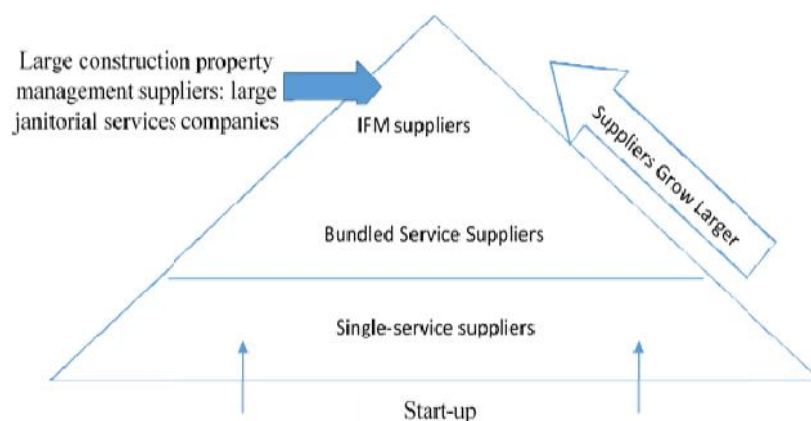 Large construction property
management suppliers: large
janitorial services companies
IFM suppliers
Suppliers Grow Larger
Bundled Service Suppliers
Single-service suppliers
Start-up